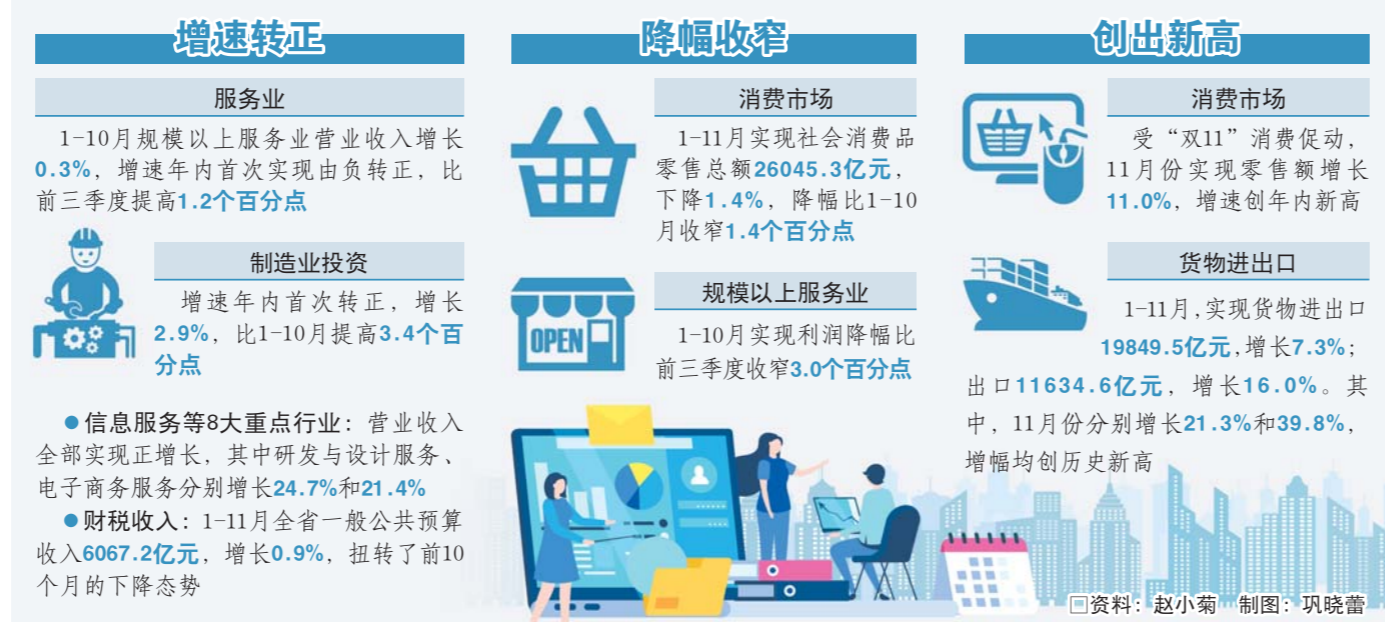 增速转正
服务业
1-10月规模以上服务业营业收入增长
0.3%，增速年内首次实现由负转正，比
前三季度提高1.2个百分点
制造业投资
增速年内首次转正，增长
2.9%，比1-10月提高3.4个百
分点
●信息服务等8大重点行业：营业收入
全部实现正增长，其中研发与设计服务、
电子商务服务分别增长24.7%和21.4%
●财税收入：1-11月全省一般公共预算
收入6067.2亿元，增长0.9%，扭转了前10
个月的下降态势
降幅收窄
消费市场
1-11月实现社会消费品
零售总额26045.3亿元，
下降1.4%，降幅比1-10
月收窄1.4个百分点
规模以上服务业
OPEN
1-10月实现利润降幅比
前三季度收窄3.0个百分点
创出新高
消费市场
受“双11”消费促动，
11月份实现零售额增长
11.0%，增速创年内新高
货物进出口
1-11月，实现货物进出口
19849.5亿元，增长7.3%；
出口11634.6亿元，增长16.0%。其
中，11月份分别增长21.3%和39.8%，
增幅均创历史新高
□资料：赵小菊 制图：巩晓蕾